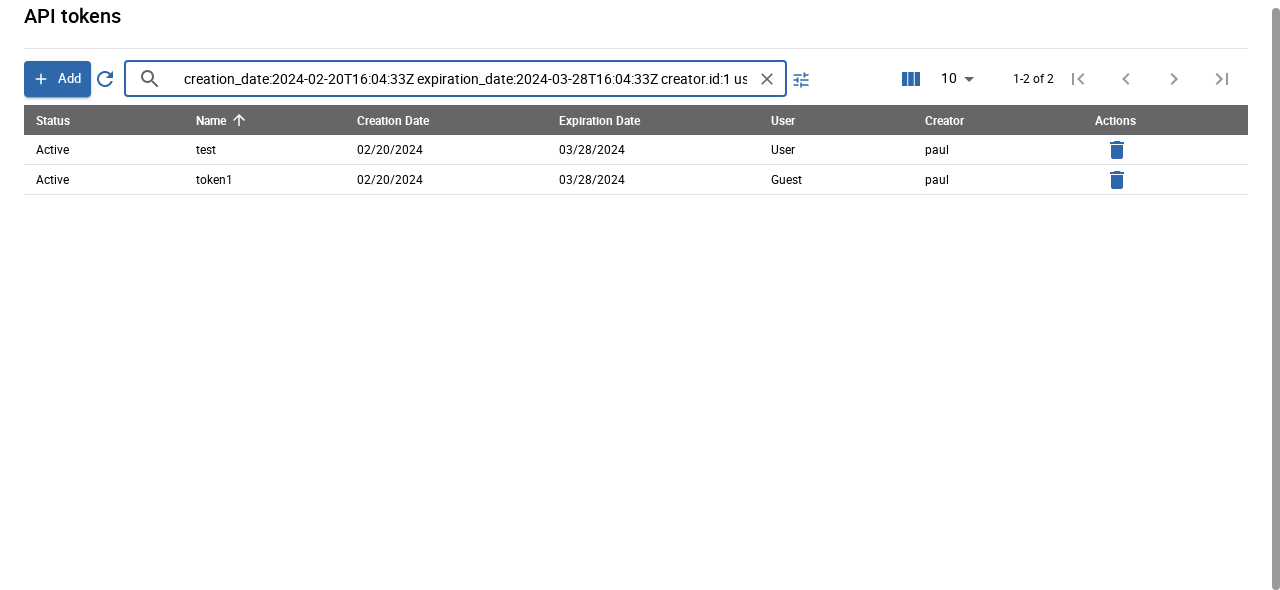 API tokens
Add creation_date:2024-02-20T16:04:33Z expiration_date:2024-03-28T16:04:33Z creator.id:1 us 10 1-2 of 2
Status Name Creation Date Expiration Date User Creator Actions
Active test 02/20/2024 03/28/2024 User paul
Active token1 02/20/2024 03/28/2024 Guest paul